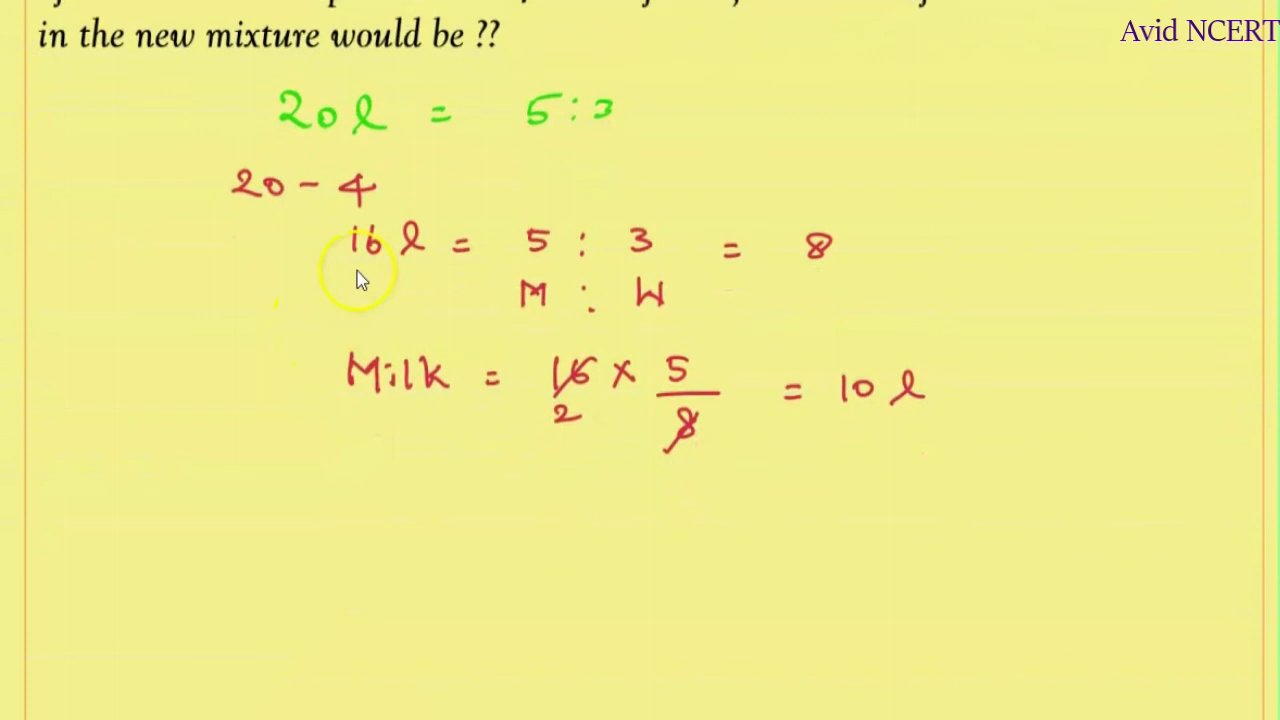 in the new mixture would be ??
Avid NCERT
20 l = 5 : 3
20 - 4
16 l = 5 : 3 = 8
M : W
Milk = 16 × 5 = 10 l
2 8